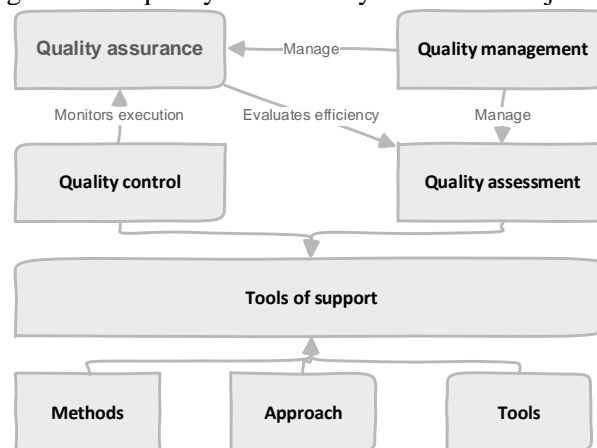 Quality assurance
Manage
Quality management
Monitors execution
Evaluates efficiency
Manage
Quality control
Quality assessment
Tools of support
Methods
Approach
Tools